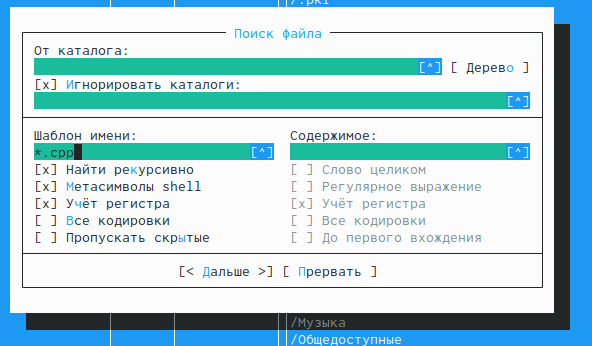 /.pki
Поиск файла
От каталога:
[^] [ Дерево ]
[x] Игнорировать каталоги:
[^]
Шаблон имени: Содержимое:
*.cpp [^] [^]
[x] Найти рекурсивно [ ] Слово целиком
[x] Метасимволы shell [ ] Регулярное выражение
[x] Учёт регистра [x] Учёт регистра
[ ] Все кодировки [ ] Все кодировки
[ ] Пропускать скрытые [ ] До первого вхождения
[< Дальше >] [ Прервать ]
/Музыка
/Общедоступные